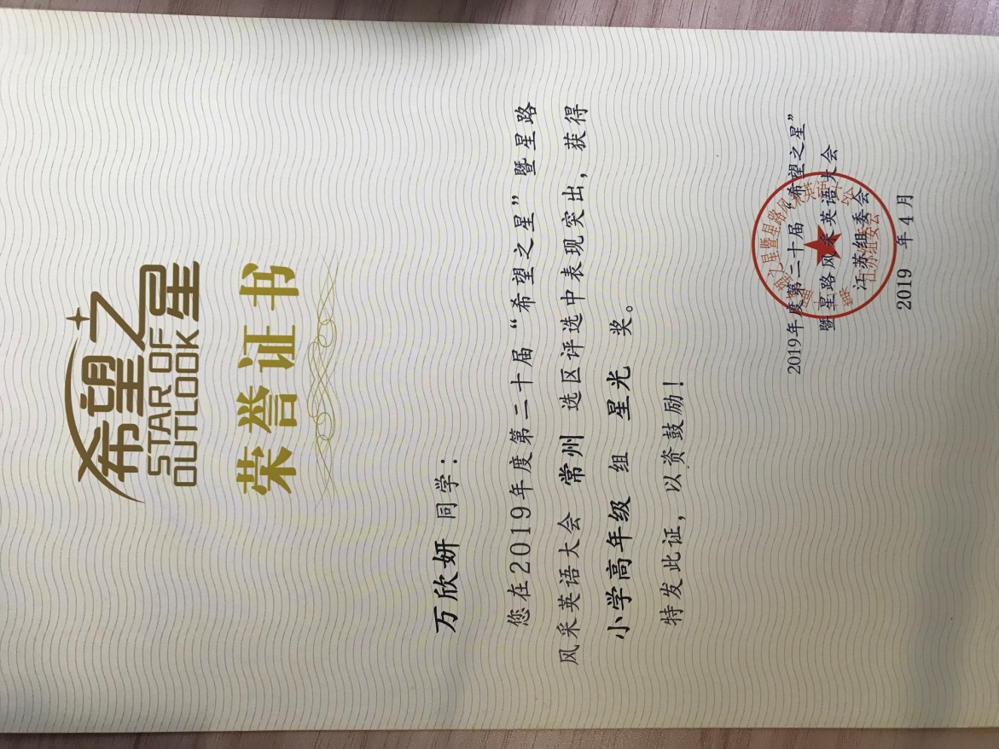 希望之星
STAR OF
OUTLOOK
荣誉证书
万欣妍 同学：
您在2019年度第二十届“希望之星”暨星路
风采英语大会 常州 选区评选中表现突出，获得
小学高年级 组 星光 奖。
特发此证，以资鼓励！
2019年度第二十届“希望之星”
暨星路风采英语大会
江苏组委会
2019 年 4 月